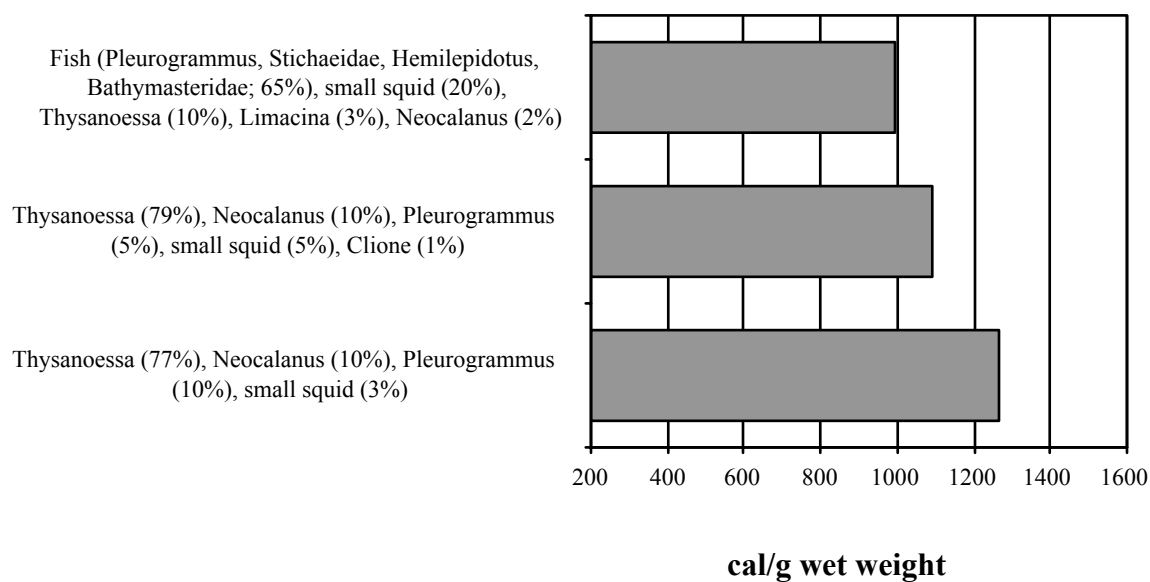 Fish (Pleurogrammus, Stichaeidae, Hemilepidotus,
Bathymasteridae; 65%), small squid (20%),
Thysanoessa (10%), Limacina (3%), Neocalanus (2%)
Thysanoessa (79%), Neocalanus (10%), Pleurogrammus
(5%), small squid (5%), Clione (1%)
Thysanoessa (77%), Neocalanus (10%), Pleurogrammus
(10%), small squid (3%)
200 400 600 800 1000 1200 1400 1600
cal/g wet weight